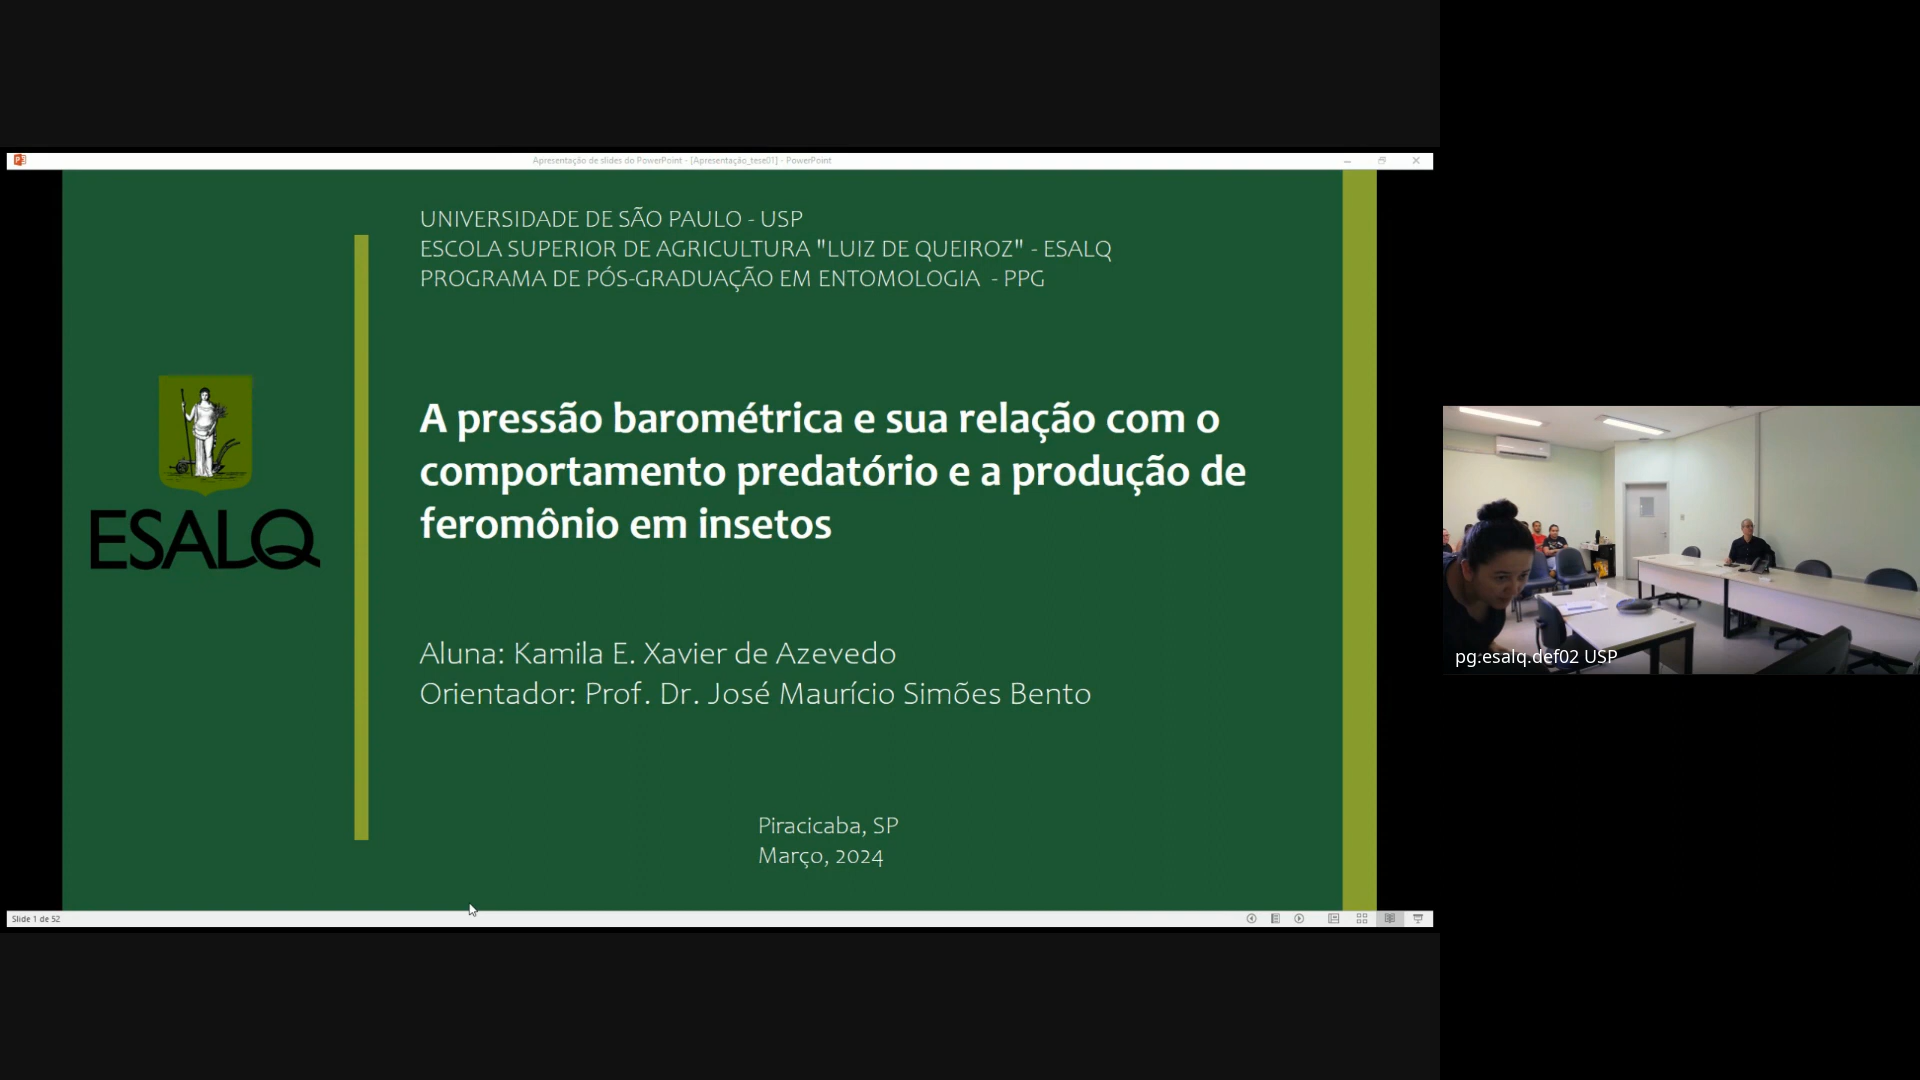 Apresentação de slides do PowerPoint - [Apresentação_tese01] - PowerPoint
UNIVERSIDADE DE SÃO PAULO - USP
ESCOLA SUPERIOR DE AGRICULTURA "LUIZ DE QUEIROZ" - ESALQ
PROGRAMA DE PÓS-GRADUAÇÃO EM ENTOMOLOGIA - PPG
ESALQ
A pressão barométrica e sua relação com o
comportamento predatório e a produção de
feromônio em insetos
Aluna: Kamila E. Xavier de Azevedo
Orientador: Prof. Dr. José Maurício Simões Bento
Piracicaba, SP
Março, 2024
Slide 1 de 52
pg.esalq.def02 USP